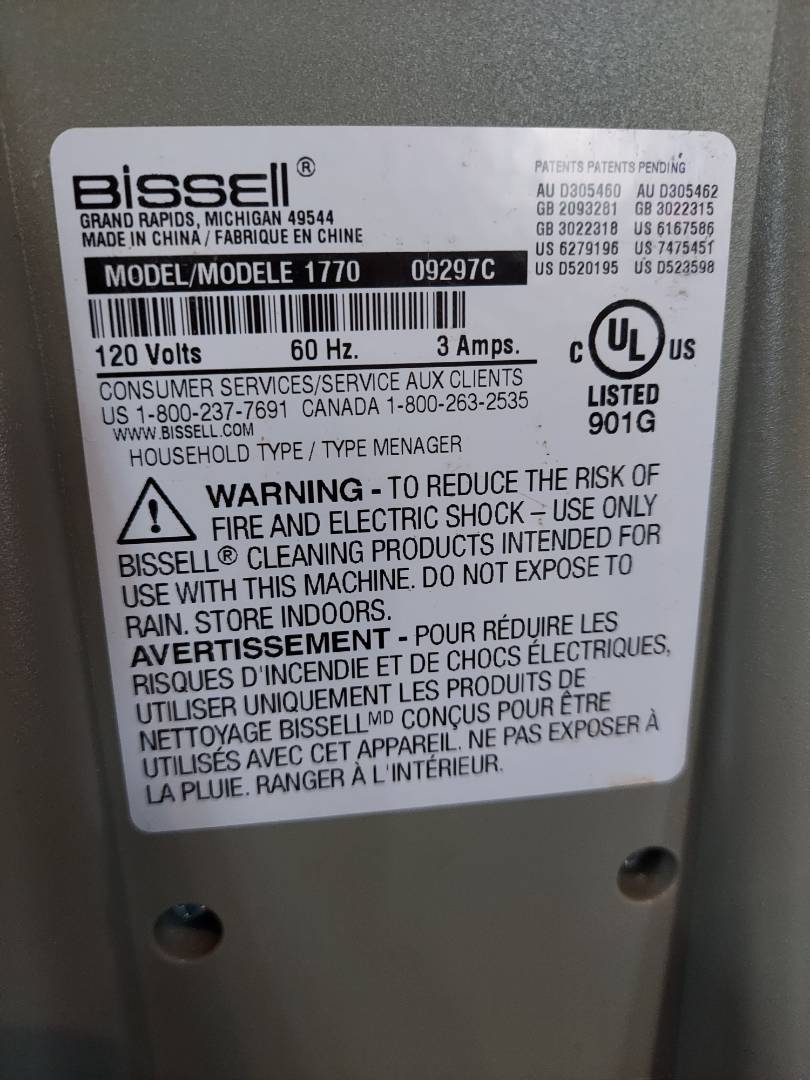 BISSELL®
GRAND RAPIDS, MICHIGAN 49544
MADE IN CHINA / FABRIQUE EN CHINE
MODEL/MODELE 1770 09297C
120 Volts 60 Hz. 3 Amps.
CONSUMER SERVICES/SERVICE AUX CLIENTS
US 1-800-237-7691 CANADA 1-800-263-2535
WWW.BISSELL.COM
HOUSEHOLD TYPE / TYPE MENAGER
PATENTS PATENTS PENDING
AU D305460 AU D305462
GB 2093281 GB 3022315
GB 3022318 US 6167586
US 6279196 US 7475451
US D520195 US D523598
C UL US
LISTED
901G
WARNING - TO REDUCE THE RISK OF
FIRE AND ELECTRIC SHOCK – USE ONLY
BISSELL® CLEANING PRODUCTS INTENDED FOR
USE WITH THIS MACHINE. DO NOT EXPOSE TO
RAIN. STORE INDOORS.
AVERTISSEMENT - POUR RÉDUIRE LES
RISQUES D'INCENDIE ET DE CHOCS ÉLECTRIQUES,
UTILISER UNIQUEMENT LES PRODUITS DE
NETTOYAGE BISSELLMD CONÇUS POUR ÊTRE
UTILISÉS AVEC CET APPAREIL. NE PAS EXPOSER À
LA PLUIE. RANGER À L'INTÉRIEUR.